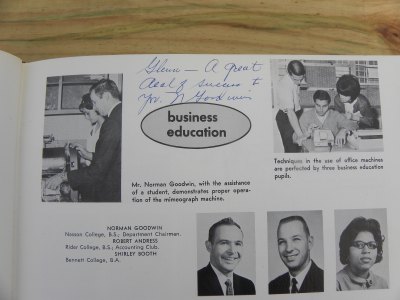 Glenn — A great
deal of success to
you. N Goodwin
business
education
Techniques in the use of office machines
are perfected by three business education
pupils.
Mr. Norman Goodwin, with the assistance
of a student, demonstrates proper opera-
tion of the mimeograph machine.
NORMAN GOODWIN
Nasson College, B.S.; Department Chairman.
ROBERT ANDRESS
Rider College, B.S.; Accounting Club.
SHIRLEY BOOTH
Bennett College, B.A.